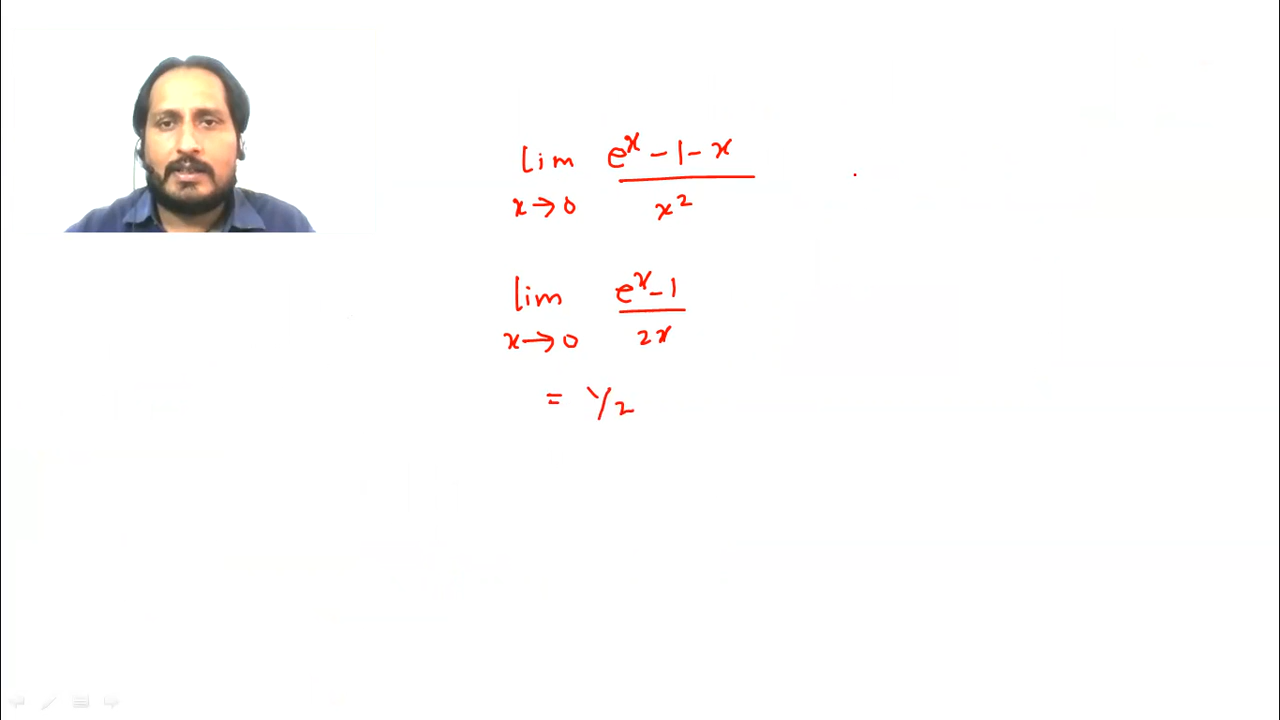 lim e^x - 1 - x / x^2
x → 0
lim e^x - 1 / 2x
x → 0
= 1/2